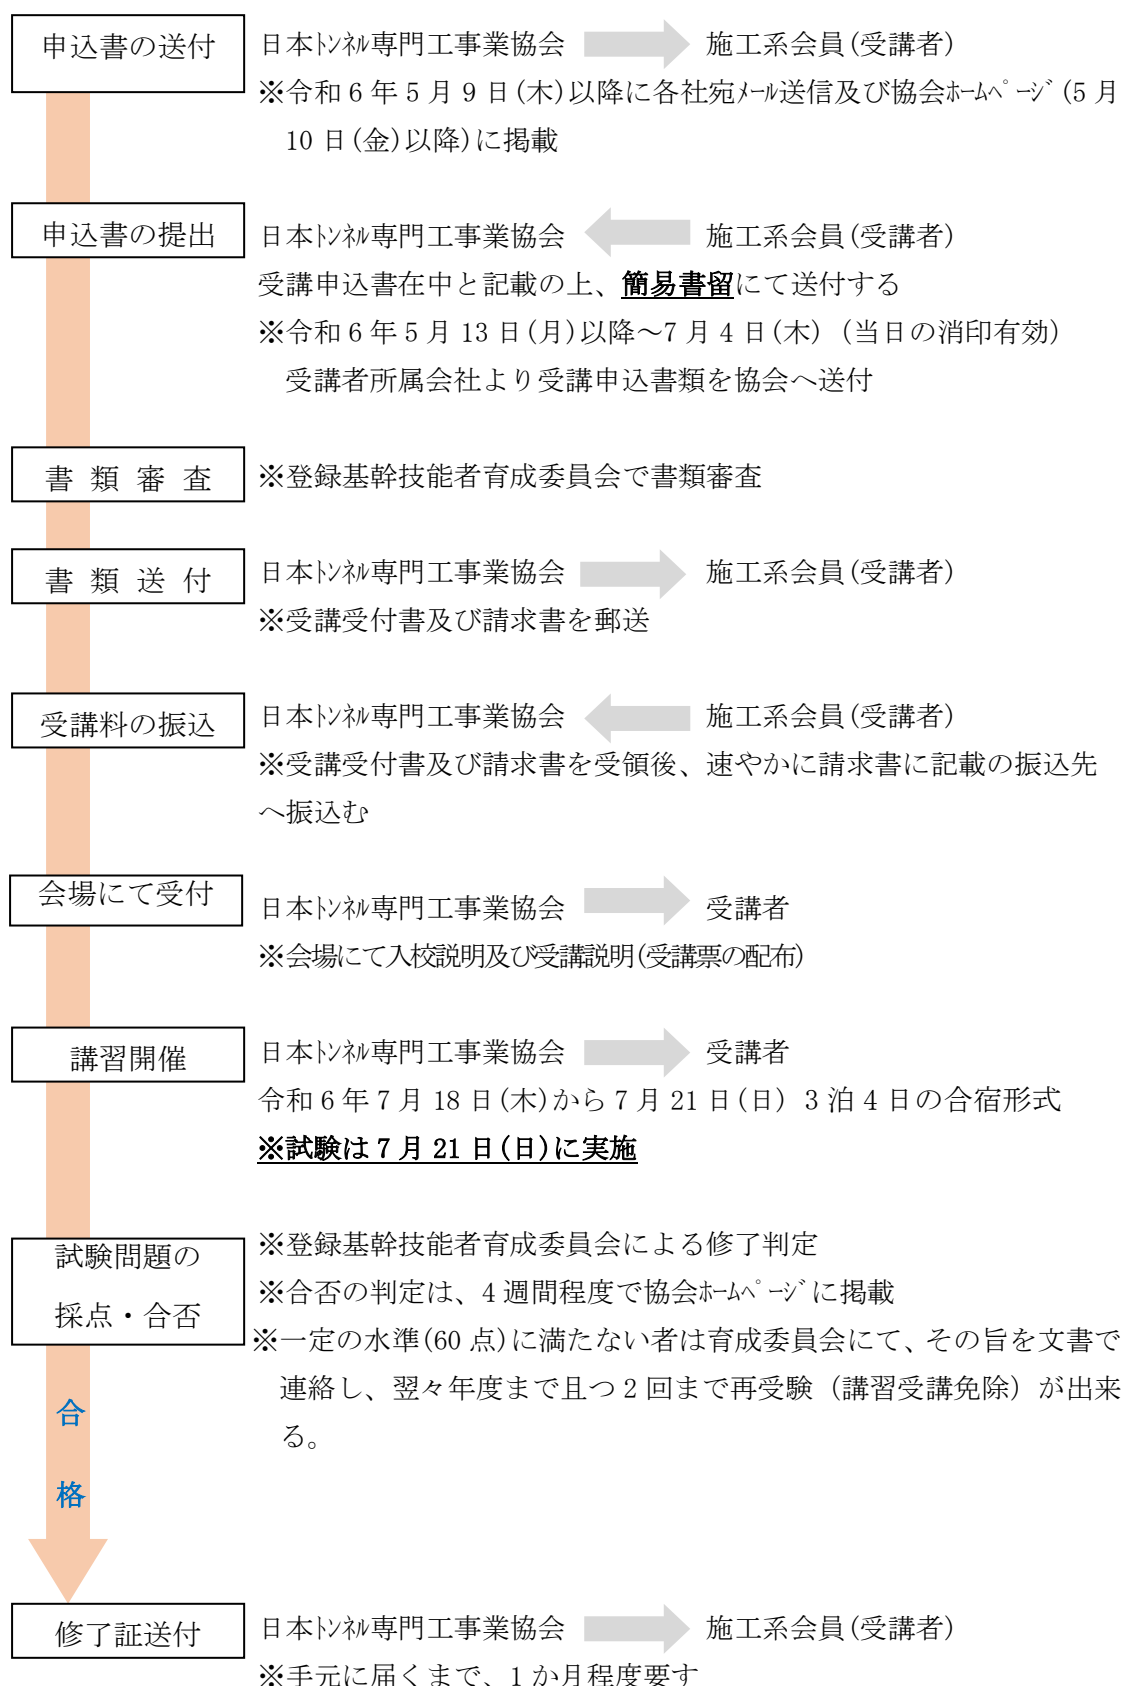 申込書の送付
日本ﾄﾝﾈﾙ専門工事業協会 施工系会員(受講者)
※令和 6 年 5 月 9 日(木)以降に各社宛ﾒｰﾙ送信及び協会ﾎｰﾑﾍﾟｰｼﾞ(5 月
10 日(金)以降)に掲載
申込書の提出
日本ﾄﾝﾈﾙ専門工事業協会 施工系会員(受講者)
受講申込書在中と記載の上、簡易書留にて送付する
※令和 6 年 5 月 13 日(月)以降～7 月 4 日(木)（当日の消印有効）
受講者所属会社より受講申込書類を協会へ送付
書 類 審 査
※登録基幹技能者育成委員会で書類審査
書 類 送 付
日本ﾄﾝﾈﾙ専門工事業協会 施工系会員(受講者)
※受講受付書及び請求書を郵送
受講料の振込
日本ﾄﾝﾈﾙ専門工事業協会 施工系会員(受講者)
※受講受付書及び請求書を受領後、速やかに請求書に記載の振込先
へ振込む
会場にて受付
日本ﾄﾝﾈﾙ専門工事業協会 受講者
※会場にて入校説明及び受講説明(受講票の配布)
講習開催
日本ﾄﾝﾈﾙ専門工事業協会 受講者
令和 6 年 7 月 18 日(木)から 7 月 21 日(日) 3 泊 4 日の合宿形式
※試験は 7 月 21 日(日)に実施
試験問題の
採点・合否
※登録基幹技能者育成委員会による修了判定
※合否の判定は、4 週間程度で協会ﾎｰﾑﾍﾟｰｼﾞに掲載
※一定の水準(60 点)に満たない者は育成委員会にて、その旨を文書で
連絡し、翌々年度まで且つ 2 回まで再受験（講習受講免除）が出来
る。
合
格
修了証送付
日本ﾄﾝﾈﾙ専門工事業協会 施工系会員(受講者)
※手元に届くまで、1 か月程度要す